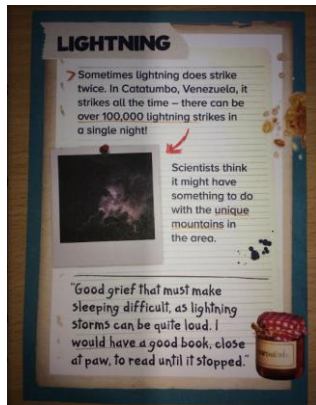 LIGHTNING
Sometimes lightning does strike
twice. In Catatumbo, Venezuela, it
strikes all the time – there can be
over 100,000 lightning strikes in
a single night!
Scientists think
it might have
something to do
with the unique
mountains in
the area.
"Good grief that must make
sleeping difficult, as lightning
storms can be quite loud. I
would have a good book, close
at paw, to read until it stopped."